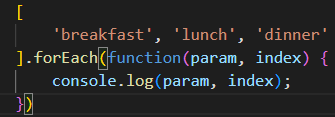 [
    'breakfast', 'lunch', 'dinner'
].forEach(function(param, index) {
    console.log(param, index);
})